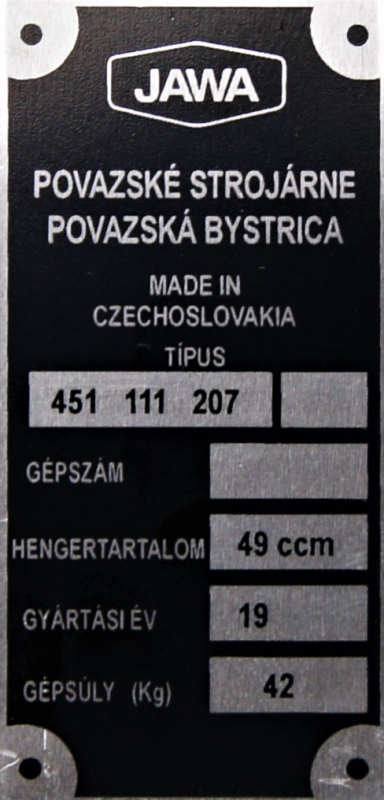 JAWA
POVAZSKÉ STROJÁRNE
POVAZSKÁ BYSTRICA
MADE IN
CZECHOSLOVAKIA
TÍPUS
451 111 207
GÉPSZÁM
HENGERTARTALOM 49 ccm
GYÁRTÁSI ÉV 19
GÉPSÚLY (Kg) 42